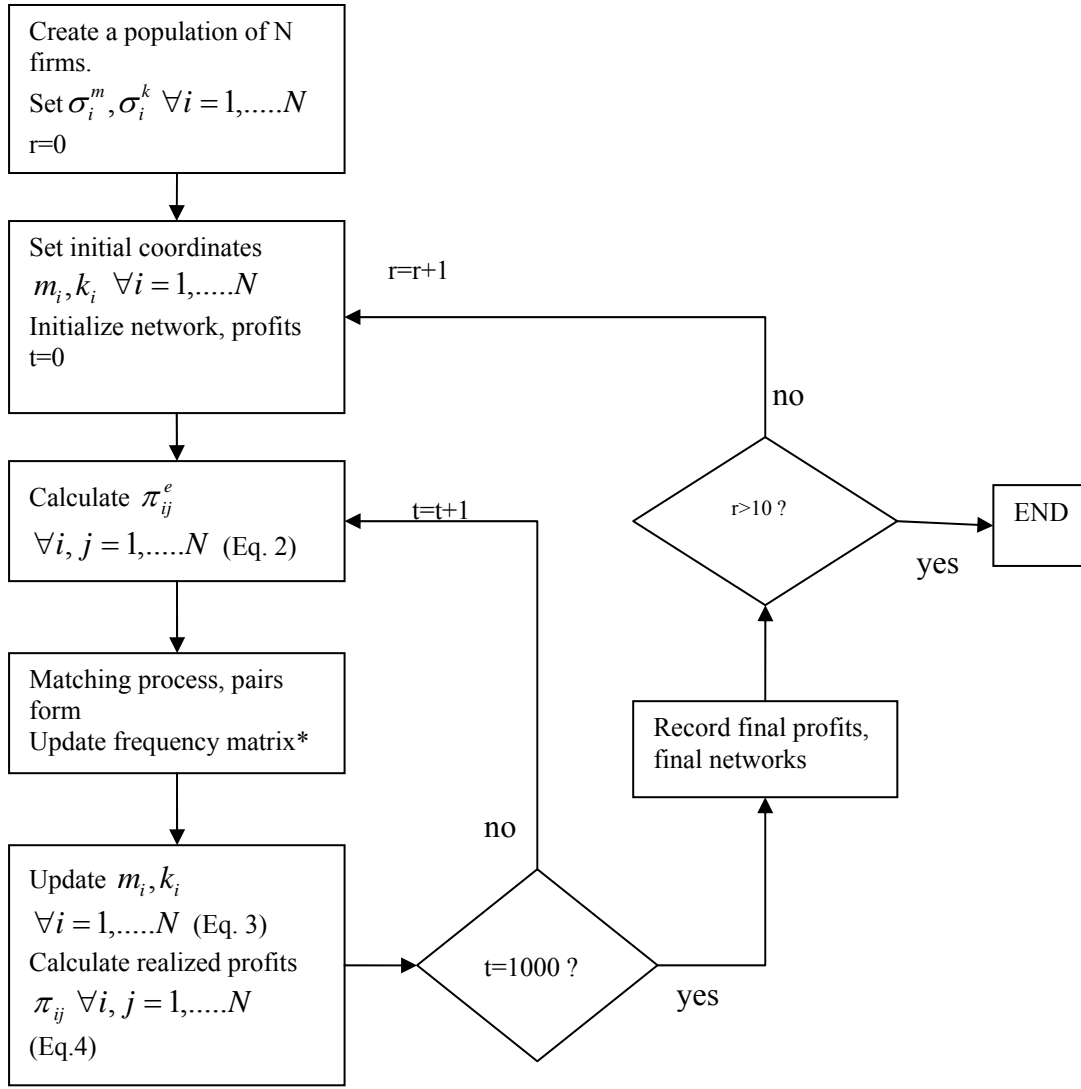 Create a population of N
firms.
Set σ_i^m, σ_i^k ∀i = 1,.....N
r=0
Set initial coordinates
m_i, k_i ∀i = 1,.....N
Initialize network, profits
t=0
r=r+1
no
Calculate π_ij^e
∀i, j = 1,.....N (Eq. 2)
t=t+1
r>10 ?
END
yes
Matching process, pairs
form
Update frequency matrix*
Record final profits,
final networks
no
Update m_i, k_i
∀i = 1,.....N (Eq. 3)
Calculate realized profits
π_ij ∀i, j = 1,.....N
(Eq.4)
t=1000 ?
yes